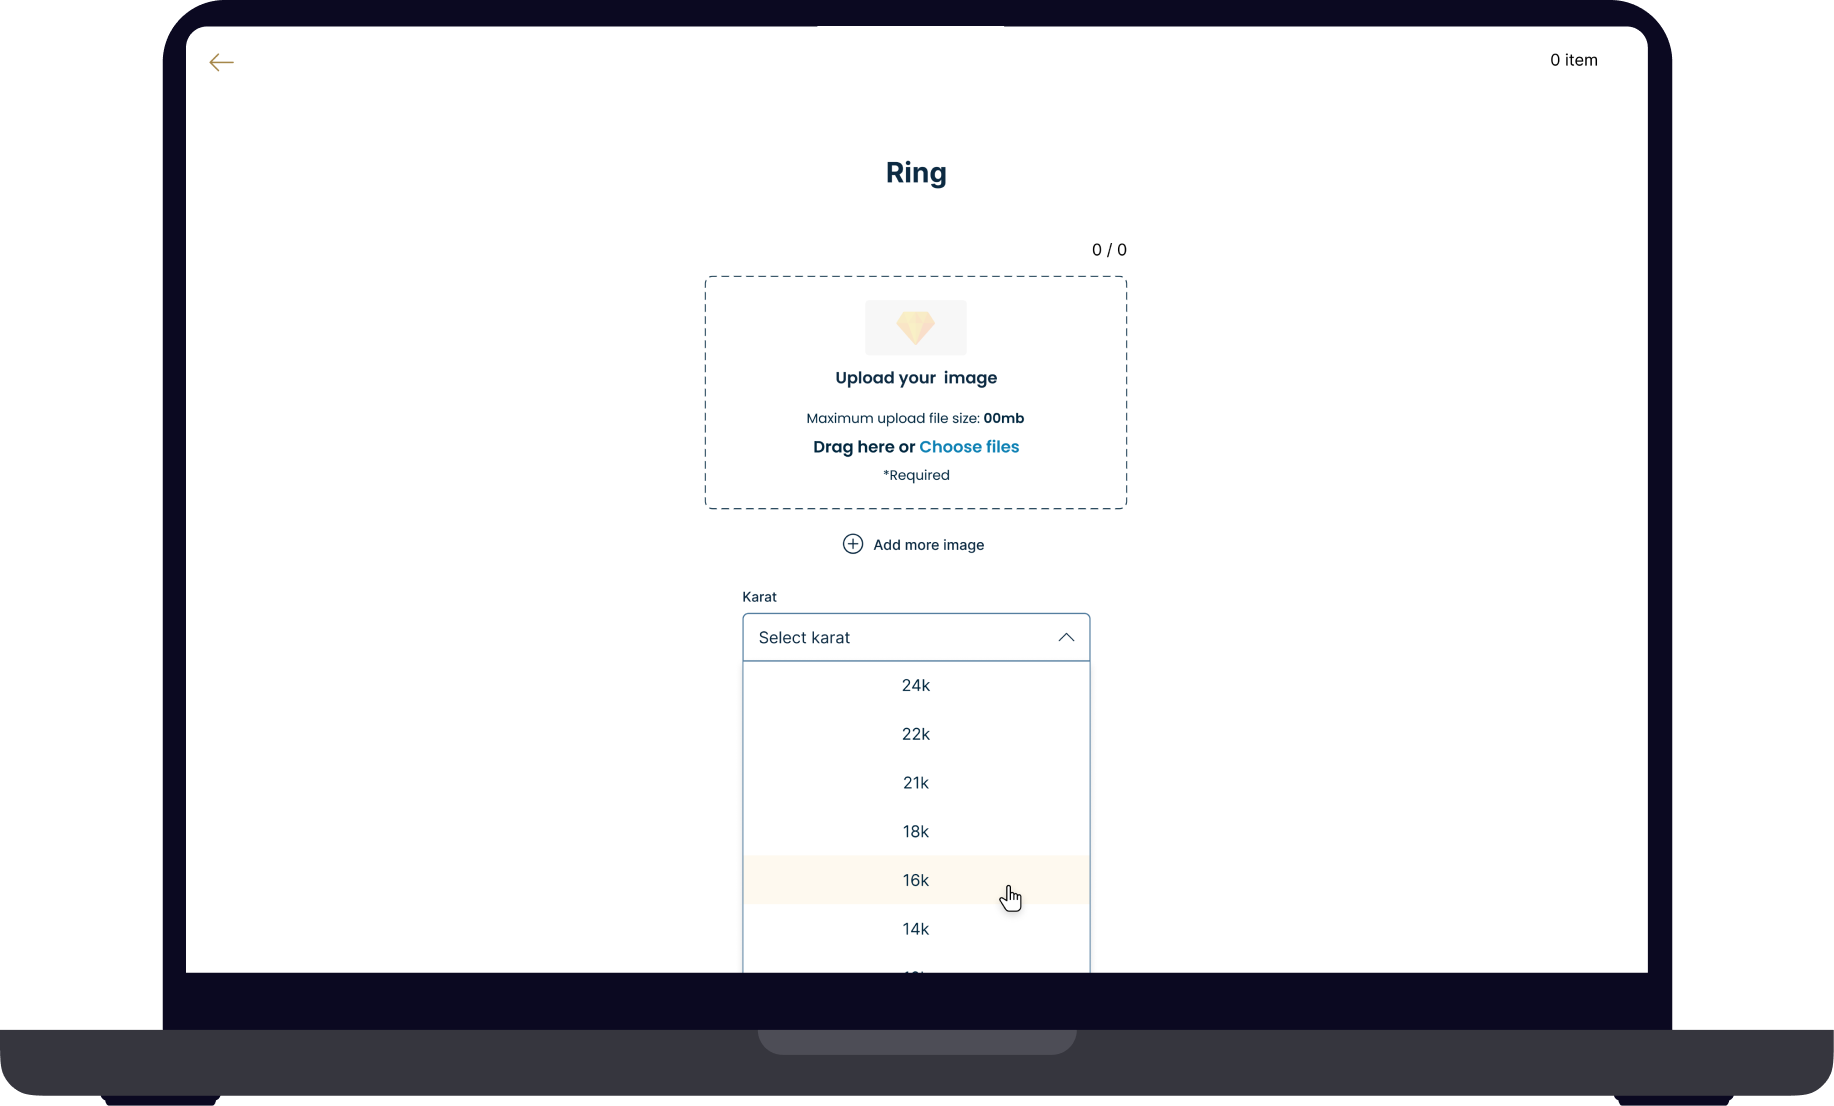 0 item
Ring
0 / 0
Upload your image
Maximum upload file size: 00mb
Drag here or Choose files
*Required
Add more image
Karat
Select karat
24k
22k
21k
18k
16k
14k